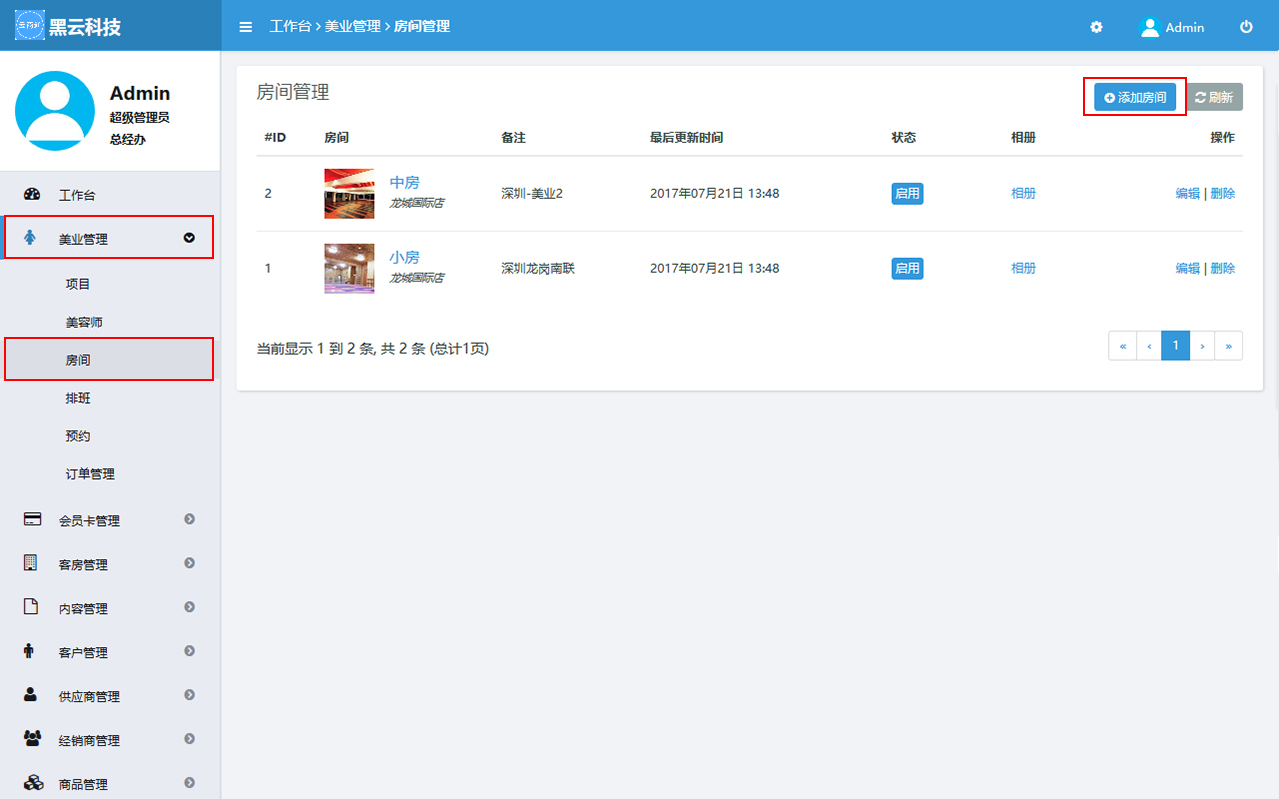 黑云科技
工作台 › 美业管理 › 房间管理
Admin
Admin
超级管理员
总经办
工作台
美业管理
项目
美容师
房间
排班
预约
订单管理
会员卡管理
客房管理
内容管理
客户管理
供应商管理
经销商管理
商品管理
房间管理
添加房间
刷新
#ID 房间 备注 最后更新时间 状态 相册 操作
2 中房 龙城国际店 深圳-美业2 2017年07月21日 13:48 启用 相册 编辑 | 删除
1 小房 龙城国际店 深圳龙岗南联 2017年07月21日 13:48 启用 相册 编辑 | 删除
当前显示 1 到 2 条, 共 2 条 (总计1页)
« ‹ 1 › »